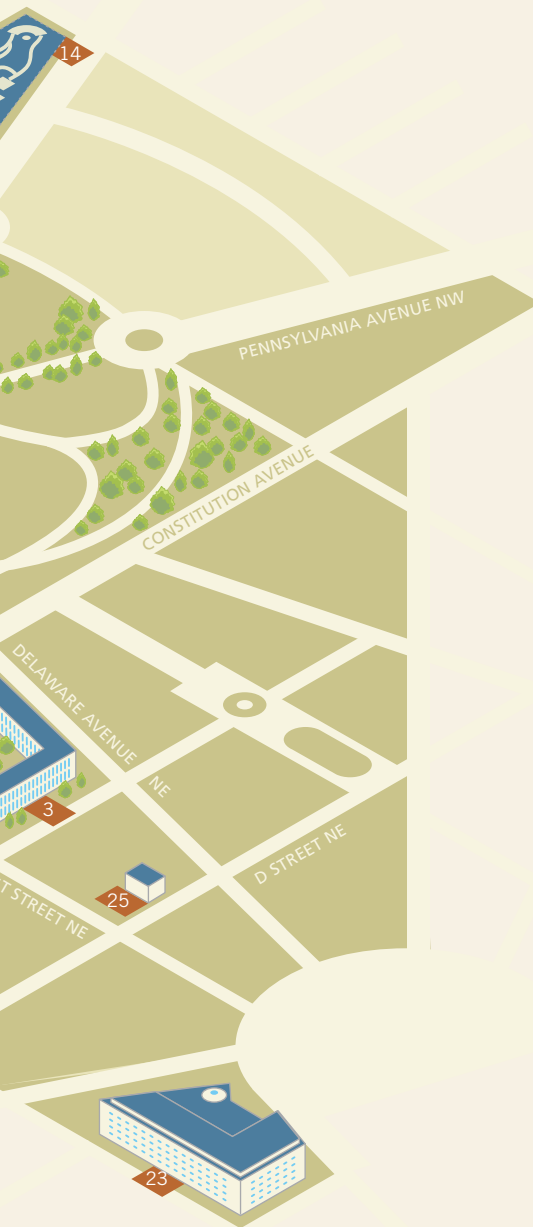 14
PENNSYLVANIA AVENUE NW
CONSTITUTION AVENUE
DELAWARE AVENUE NE
3
D STREET NE
25
T STREET NE
23